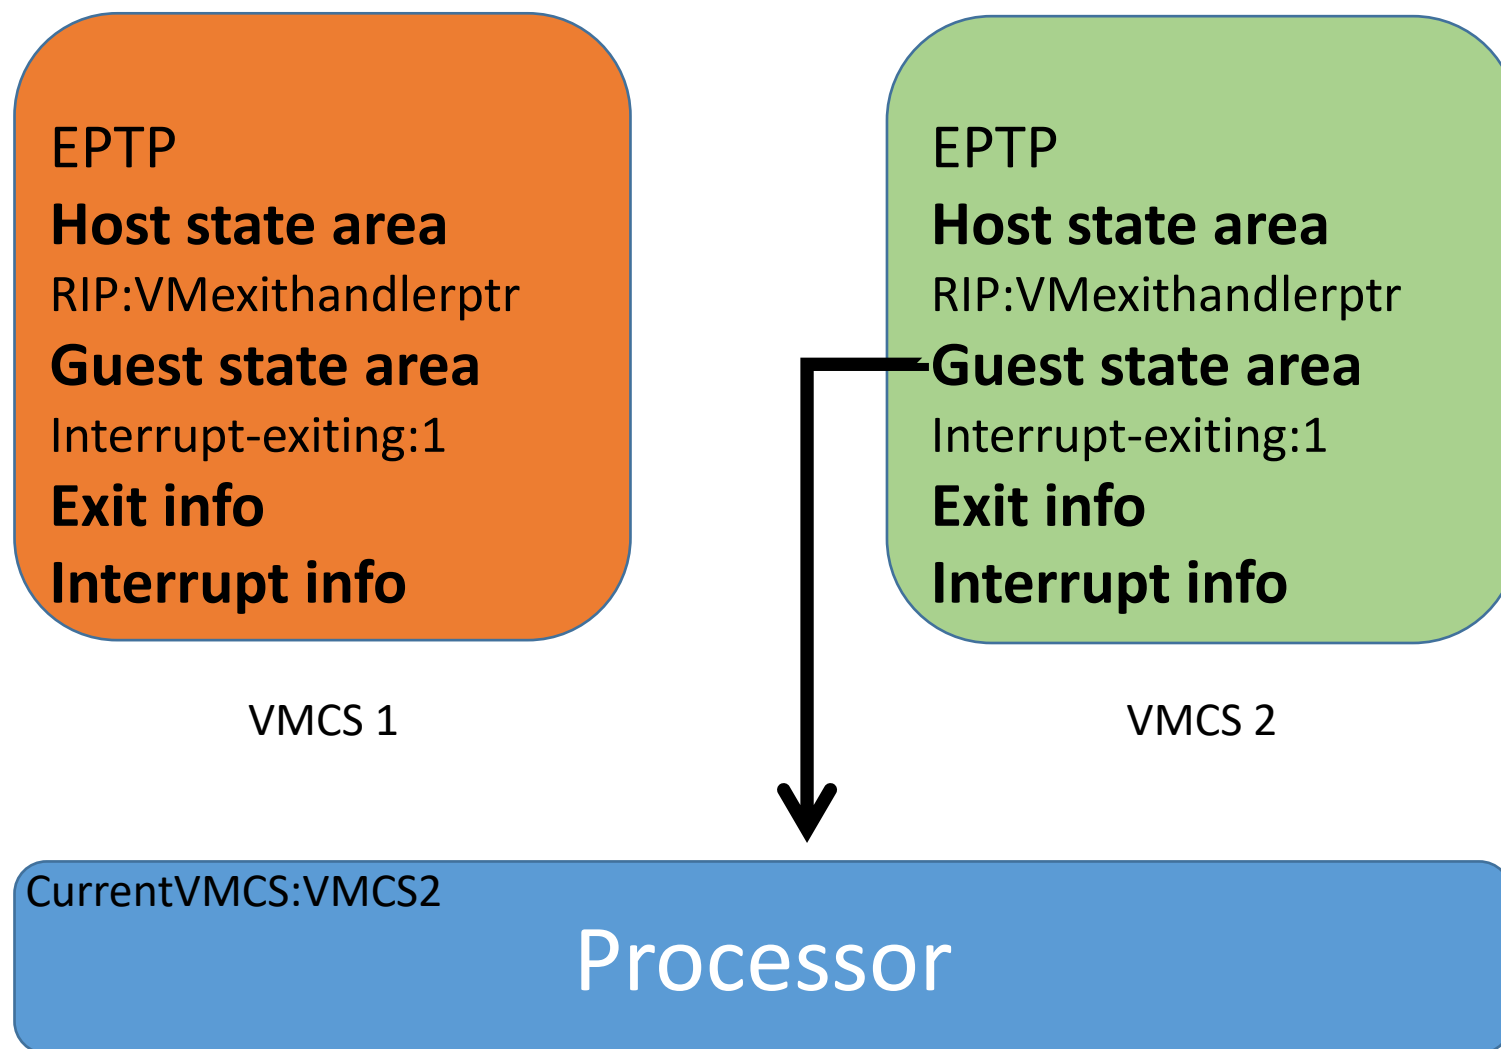 EPTP
Host state area
RIP:VMexithandlerptr
Guest state area
Interrupt-exiting:1
Exit info
Interrupt info
VMCS 1
EPTP
Host state area
RIP:VMexithandlerptr
Guest state area
Interrupt-exiting:1
Exit info
Interrupt info
VMCS 2
CurrentVMCS:VMCS2
Processor